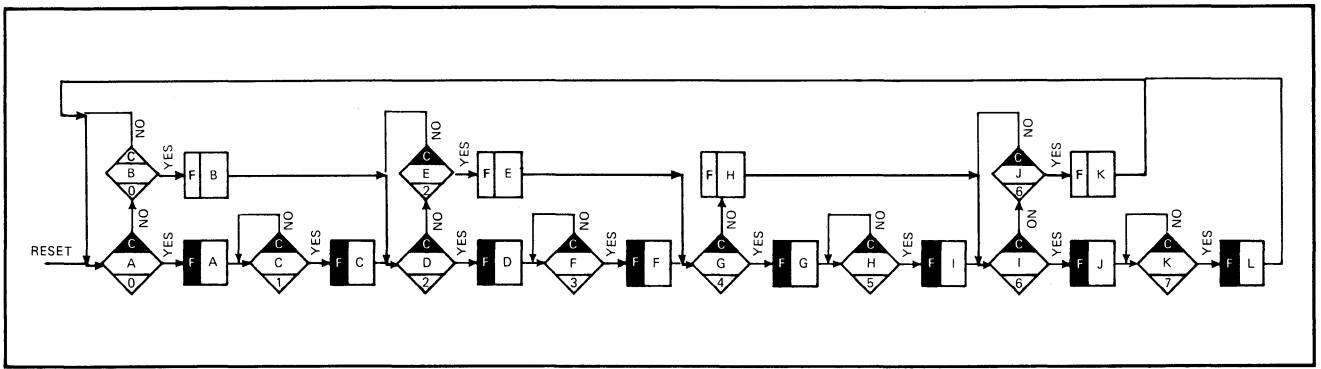 NO
C
B
0
YES
F B
NO
C
E
2
YES
F E
F H
NO
C
J
6
YES
F K
NO
RESET
C
A
0
YES
F A
NO
C
C
1
YES
F C
NO
C
D
2
YES
F D
NO
C
F
3
YES
F F
NO
C
G
4
YES
F G
NO
C
H
5
YES
F I
NO
C
I
6
YES
F J
NO
C
K
7
YES
F L